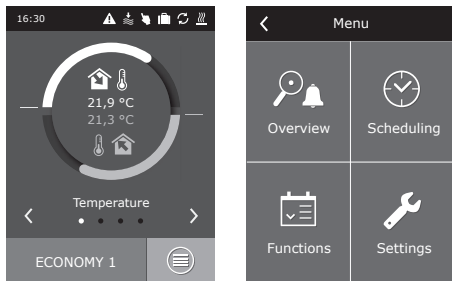 16:30
21,9 °C
21,3 °C
Temperature
ECONOMY 1
Menu
Overview
Scheduling
Functions
Settings